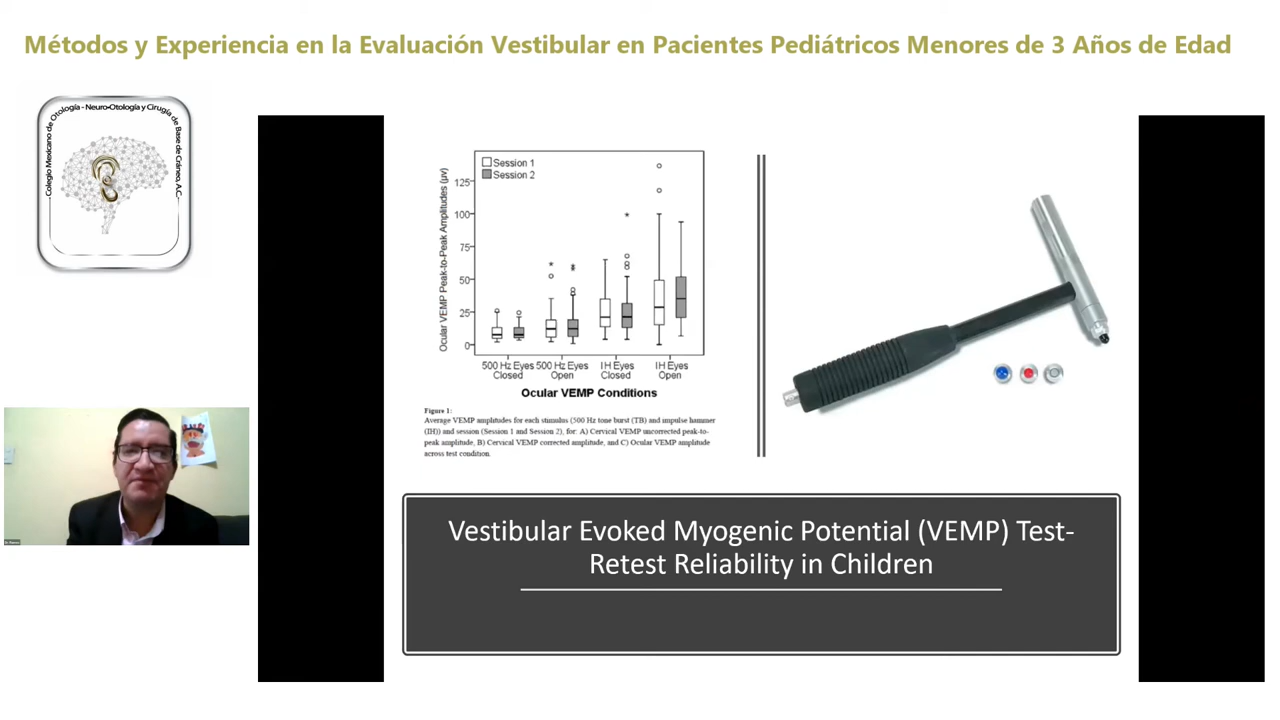 Métodos y Experiencia en la Evaluación Vestibular en Pacientes Pediátricos Menores de 3 Años de Edad
Colegio Mexicano de Otología - Neuro-Otología y Cirugía de Base de Cráneo, A.C.
Session 1
Session 2
Ocular VEMP Peak-to-Peak Amplitudes (µv)
125
100
75
50
25
0
500 Hz Eyes Closed
500 Hz Eyes Open
IH Eyes Closed
IH Eyes Open
Ocular VEMP Conditions
Figure 1:
Average VEMP amplitudes for each stimulus (500 Hz tone burst (TB) and impulse hammer
(IH)) and session (Session 1 and Session 2), for: A) Cervical VEMP uncorrected peak-to-
peak amplitude, B) Cervical VEMP corrected amplitude, and C) Ocular VEMP amplitude
across test condition.
Vestibular Evoked Myogenic Potential (VEMP) Test-
Retest Reliability in Children